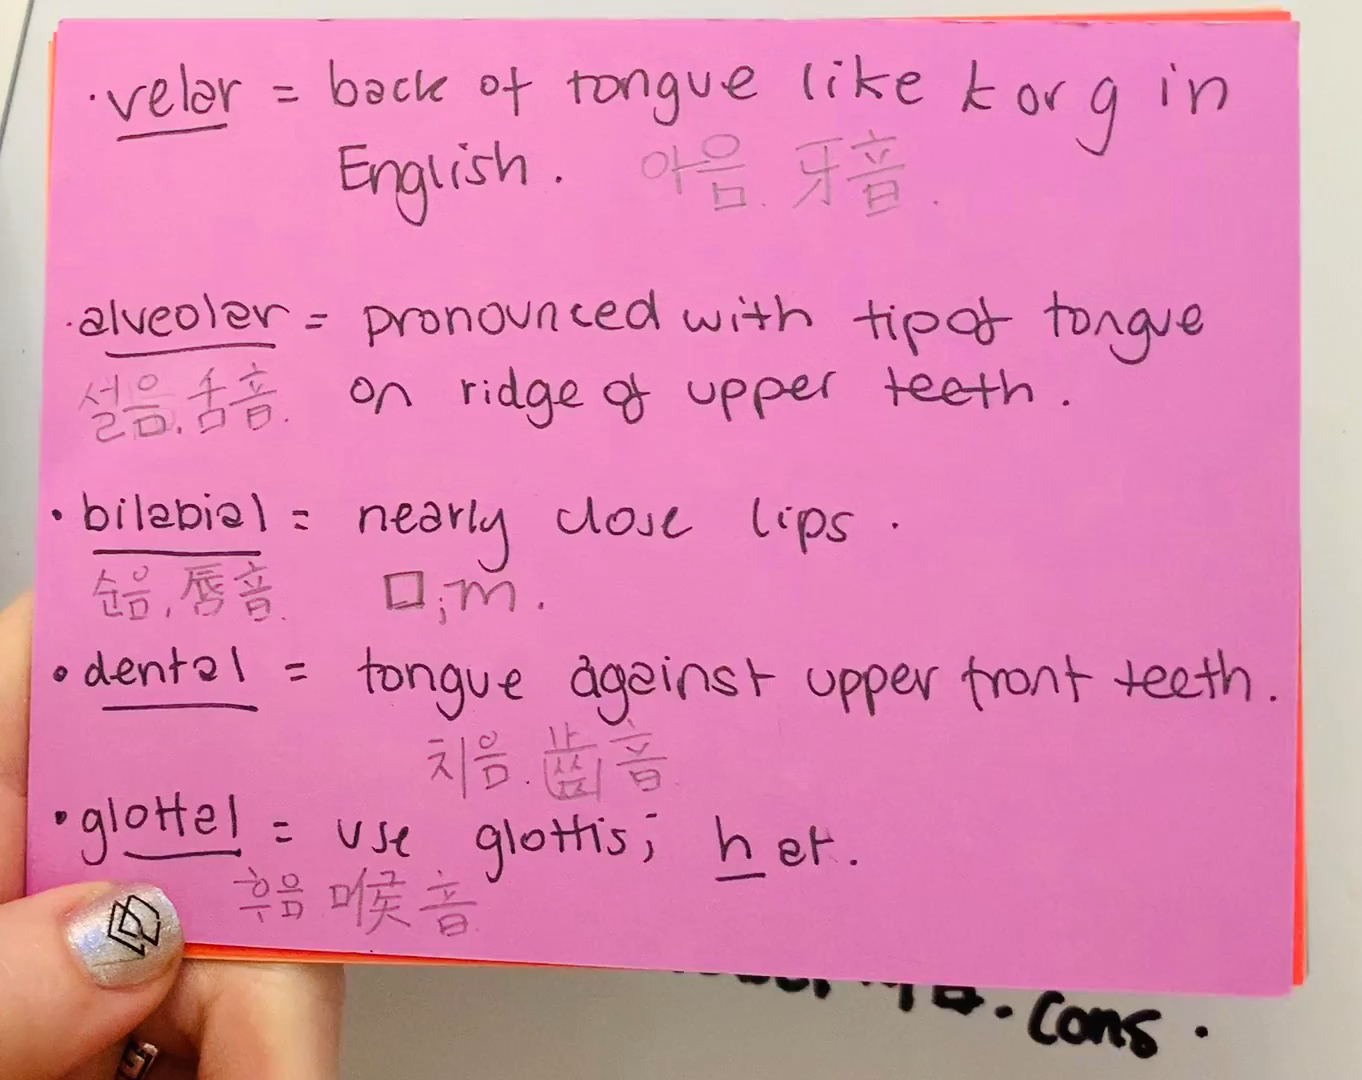 · velar = back of tongue like k or g in
English. 아음. 牙音.
· alveolar = pronounced with tip of tongue
설음, 舌音. on ridge of upper teeth.
· bilabial = nearly close lips.
순음, 唇音. ㅁ; m.
· dental = tongue against upper front teeth.
치음. 齒音.
· glottal = use glottis; hat.
후음 喉音.
. Cons.